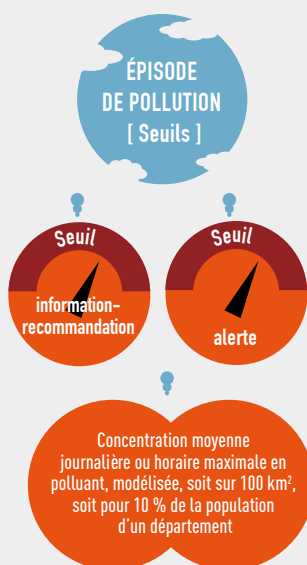 ÉPISODE
DE POLLUTION
[ Seuils ]
Seuil
information-
recommandation
Seuil
alerte
Concentration moyenne
journalière ou horaire maximale en
polluant, modélisée, soit sur 100 km²,
soit pour 10 % de la population
d'un département